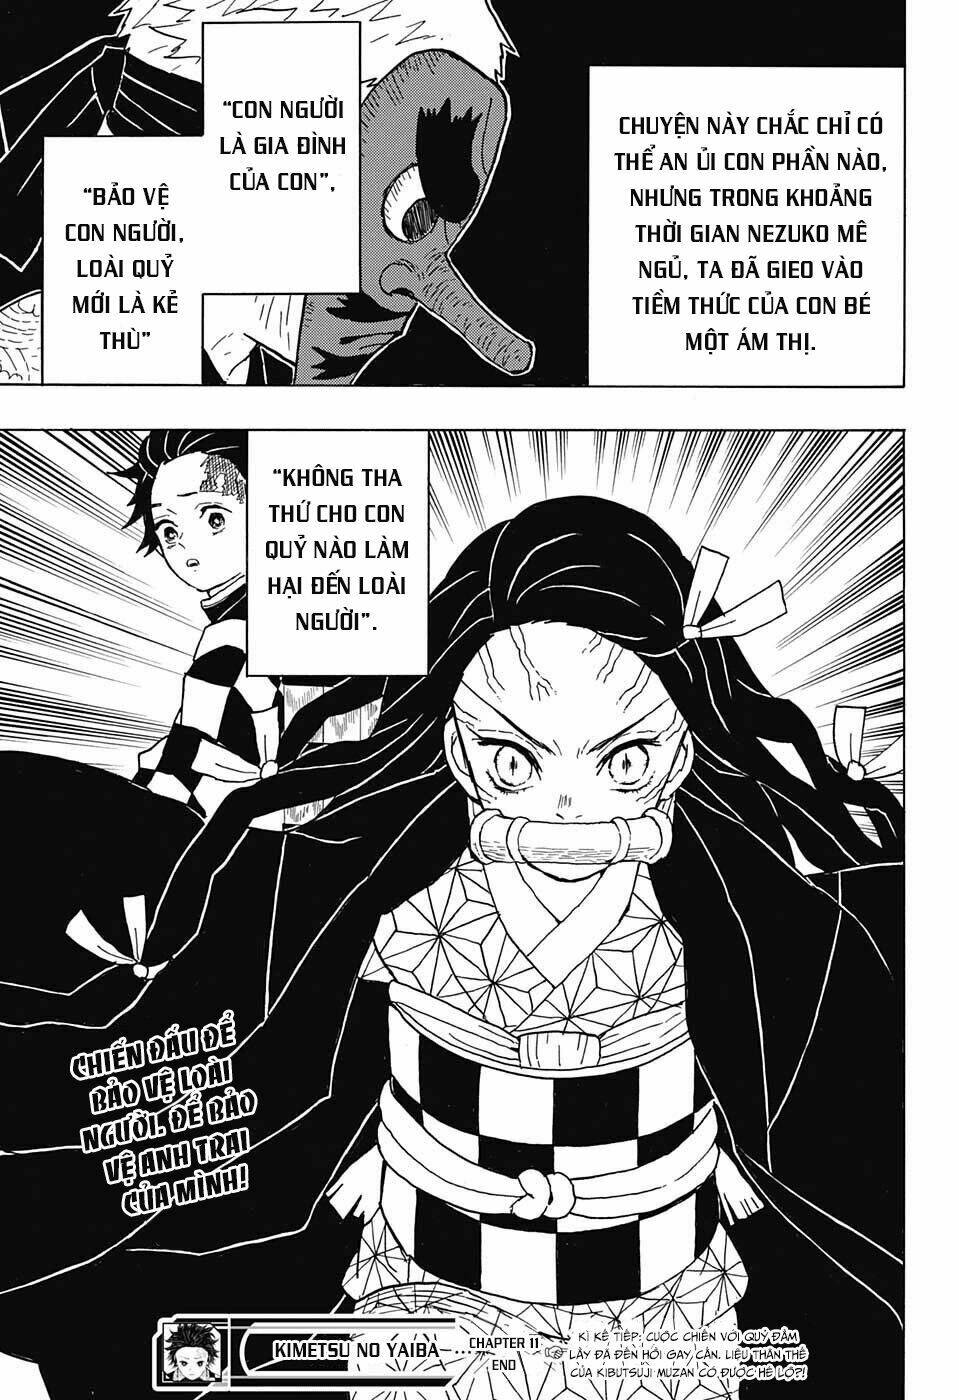 CHUYỆN NÀY CHẮC CHỈ CÓ
THỂ AN ỦI CON PHẦN NÀO,
NHƯNG TRONG KHOẢNG
THỜI GIAN NEZUKO MÊ
NGỦ, TA ĐÃ GIEO VÀO
TIỀM THỨC CỦA CON BÉ
MỘT ÁM THỊ.
“CON NGƯỜI
LÀ GIA ĐÌNH
CỦA CON”,
“BẢO VỆ
CON NGƯỜI,
LOÀI QUỶ
MỚI LÀ KẺ
THÙ”
“KHÔNG THA
THỨ CHO CON
QUỶ NÀO LÀM
HẠI ĐẾN LOÀI
NGƯỜI”.
CHIẾN ĐẤU ĐỂ
BẢO VỆ LOÀI
NGƯỜI. ĐỂ BẢO
VỆ ANH TRAI
CỦA MÌNH!
KIMETSU NO YAIBA-....
CHAPTER 11
END
KÌ KẾ TIẾP: CUỘC CHIẾN VỚI QUỶ ĐẦM
LẦY ĐÃ ĐẾN HỒI GAY CẤN. LIỆU THÂN THẾ
CỦA KIBUTSUJI MUZAN CÓ ĐƯỢC HÉ LỘ?!